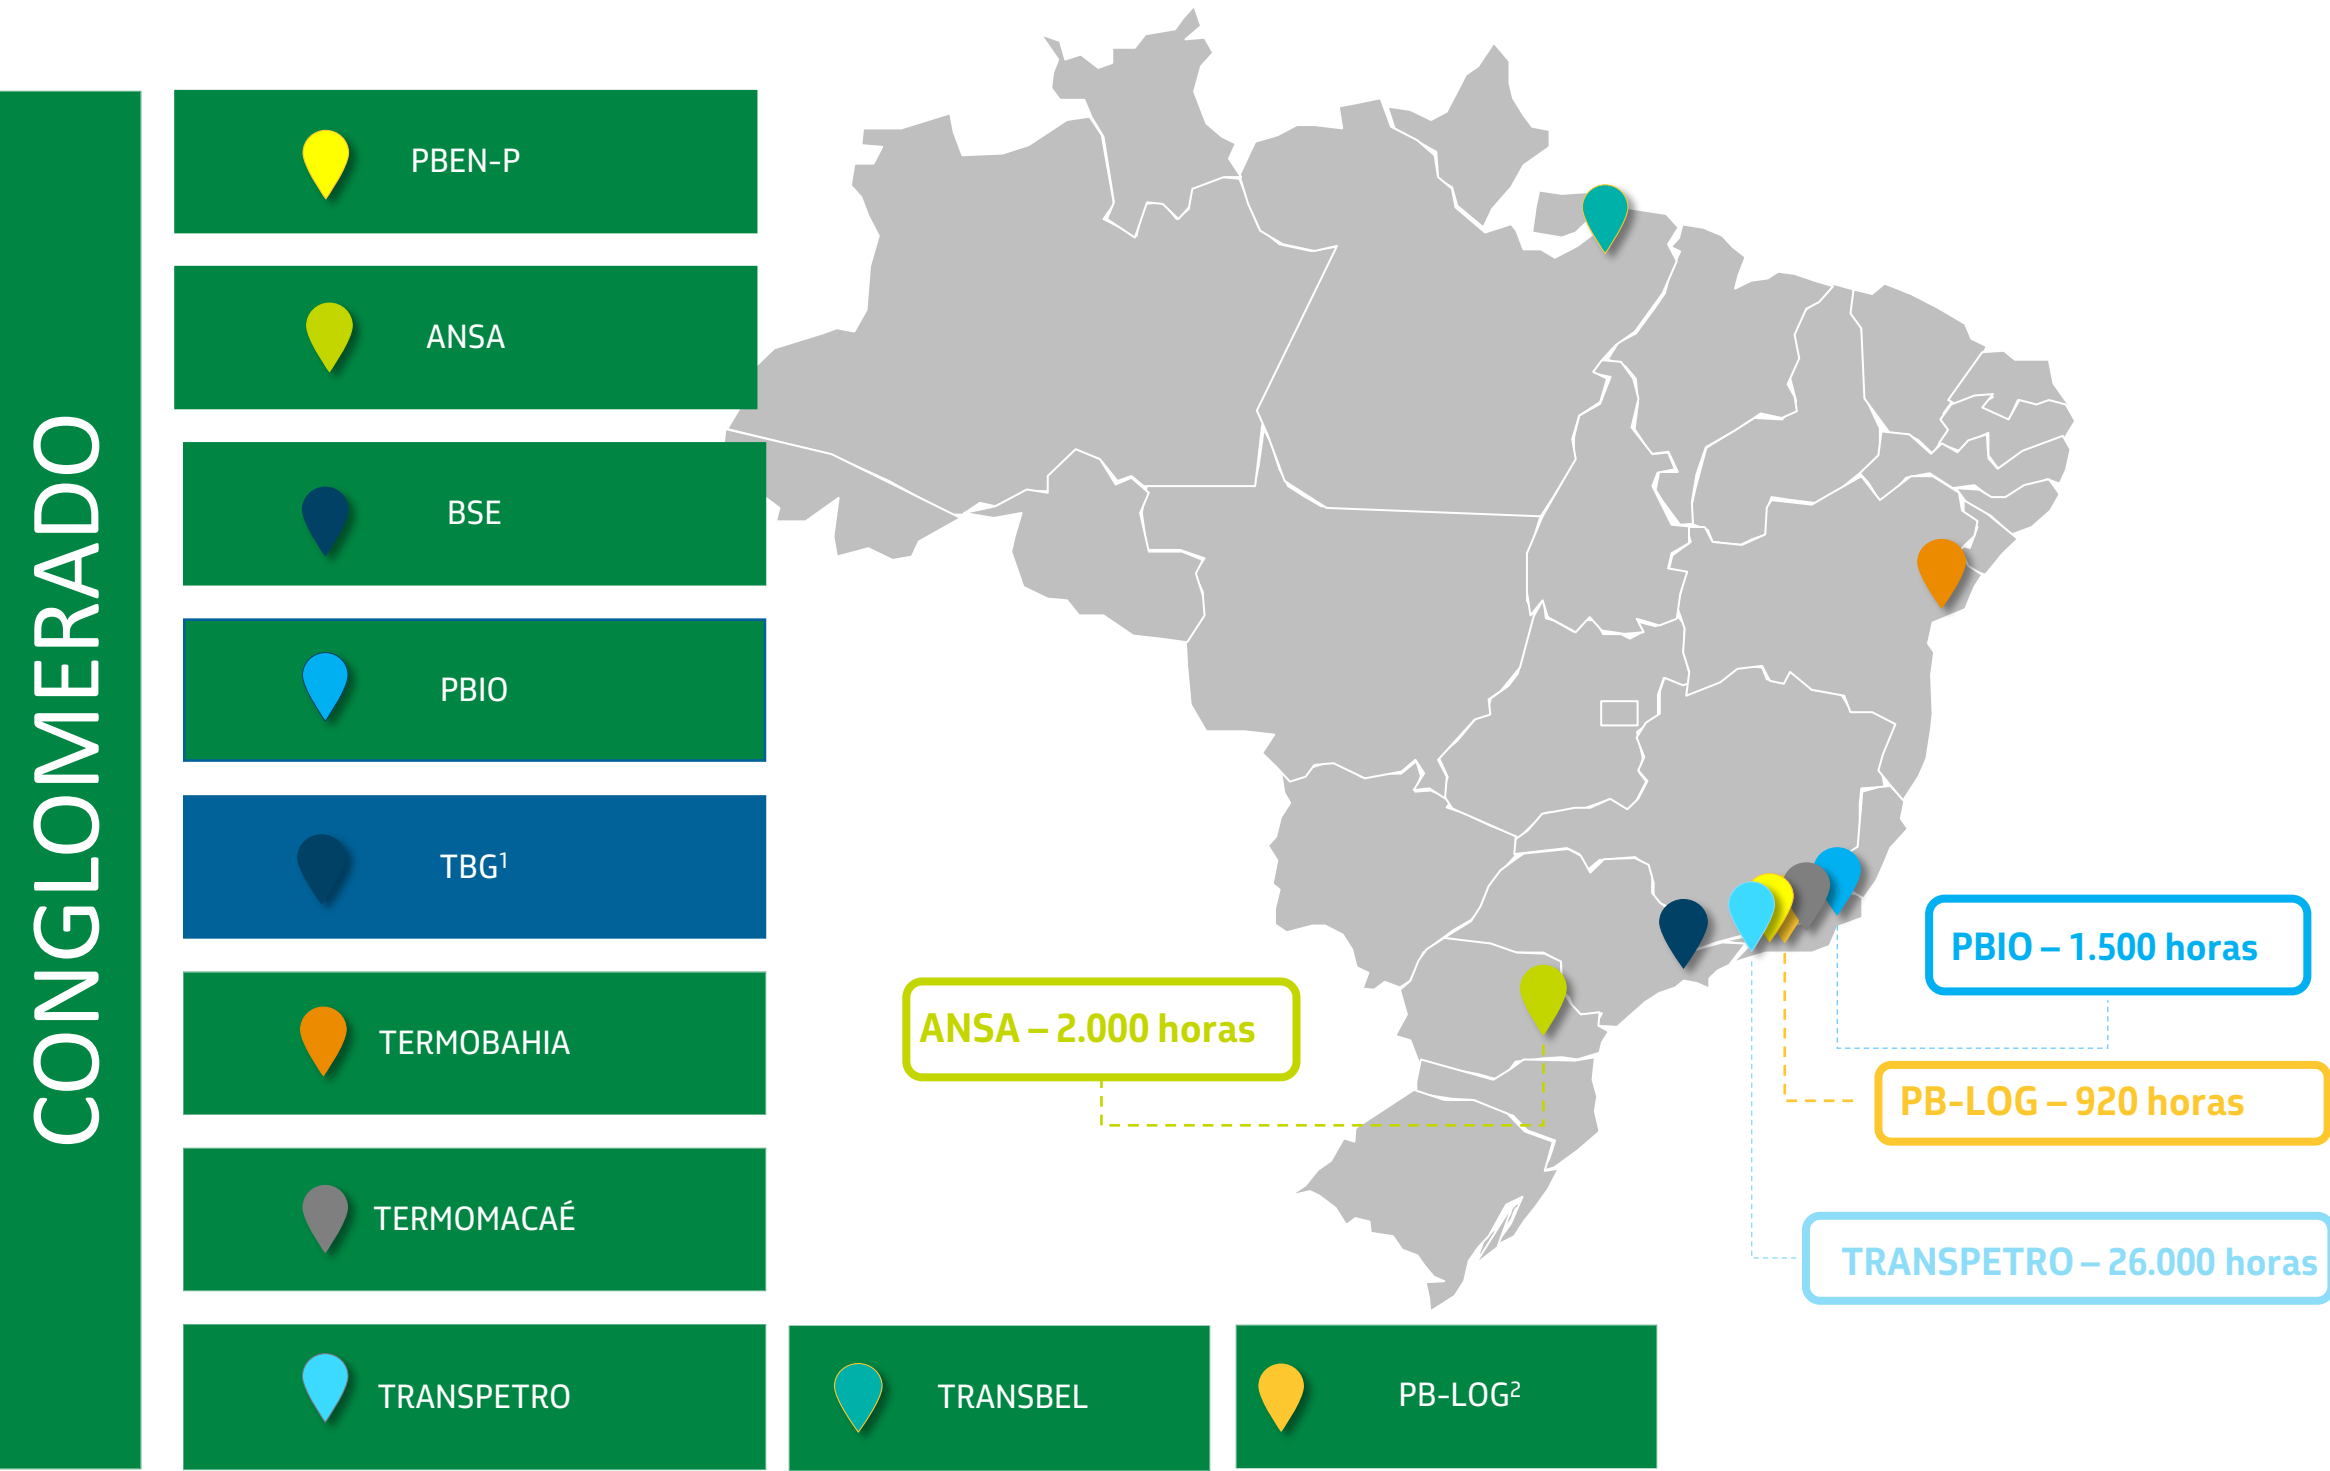 CONGLOMERADO
PBEN-P
ANSA
BSE
PBIO
TBG¹
TERMOBAHIA
TERMOMACAÉ
TRANSPETRO
TRANSBEL
PB-LOG²
ANSA – 2.000 horas
PBIO – 1.500 horas
PB-LOG – 920 horas
TRANSPETRO – 26.000 horas